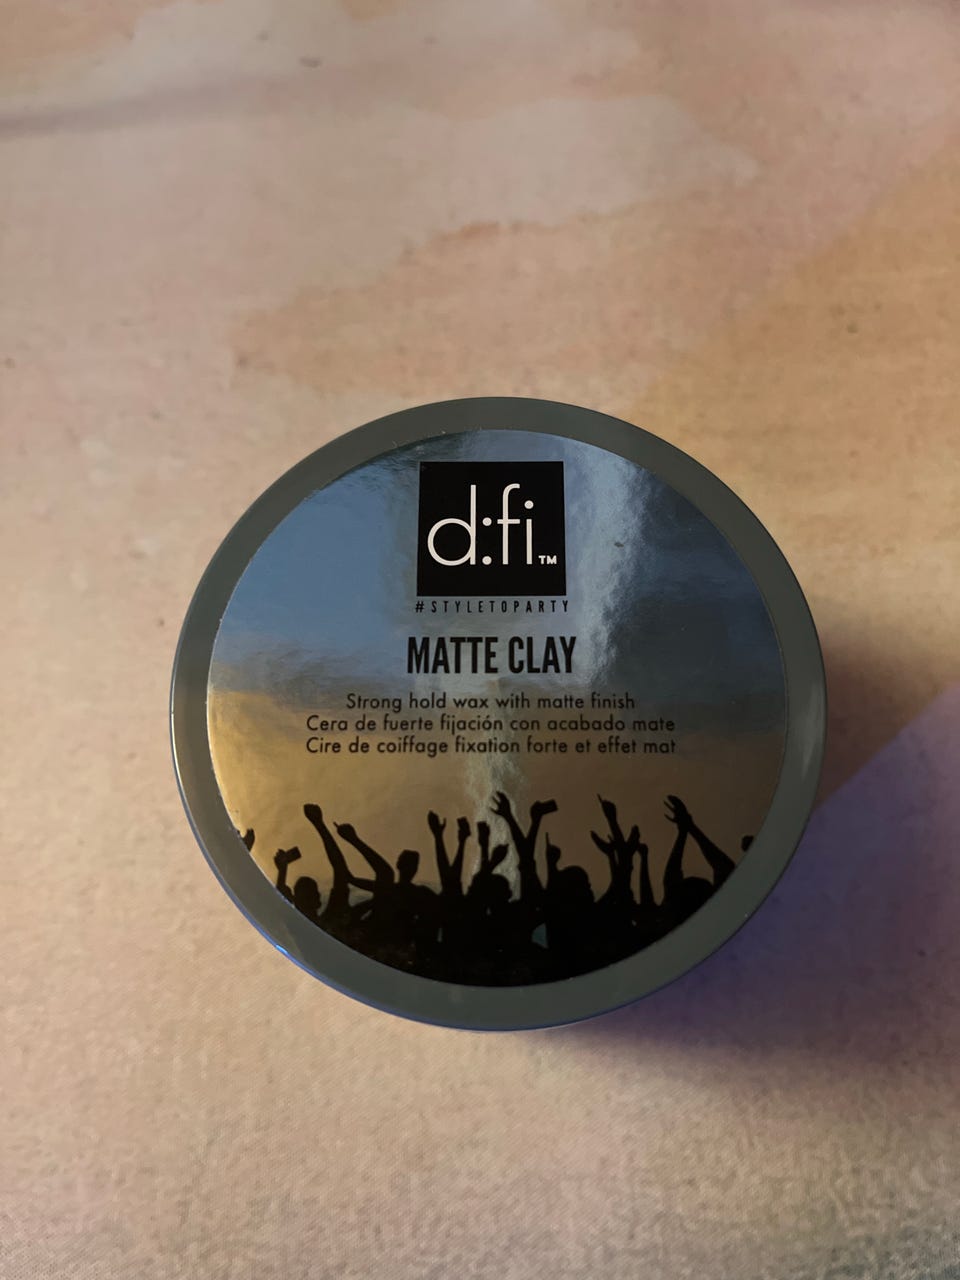 d:fi™
#STYLETOPARTY
MATTE CLAY
Strong hold wax with matte finish
Cera de fuerte fijación con acabado mate
Cire de coiffage fixation forte et effet mat